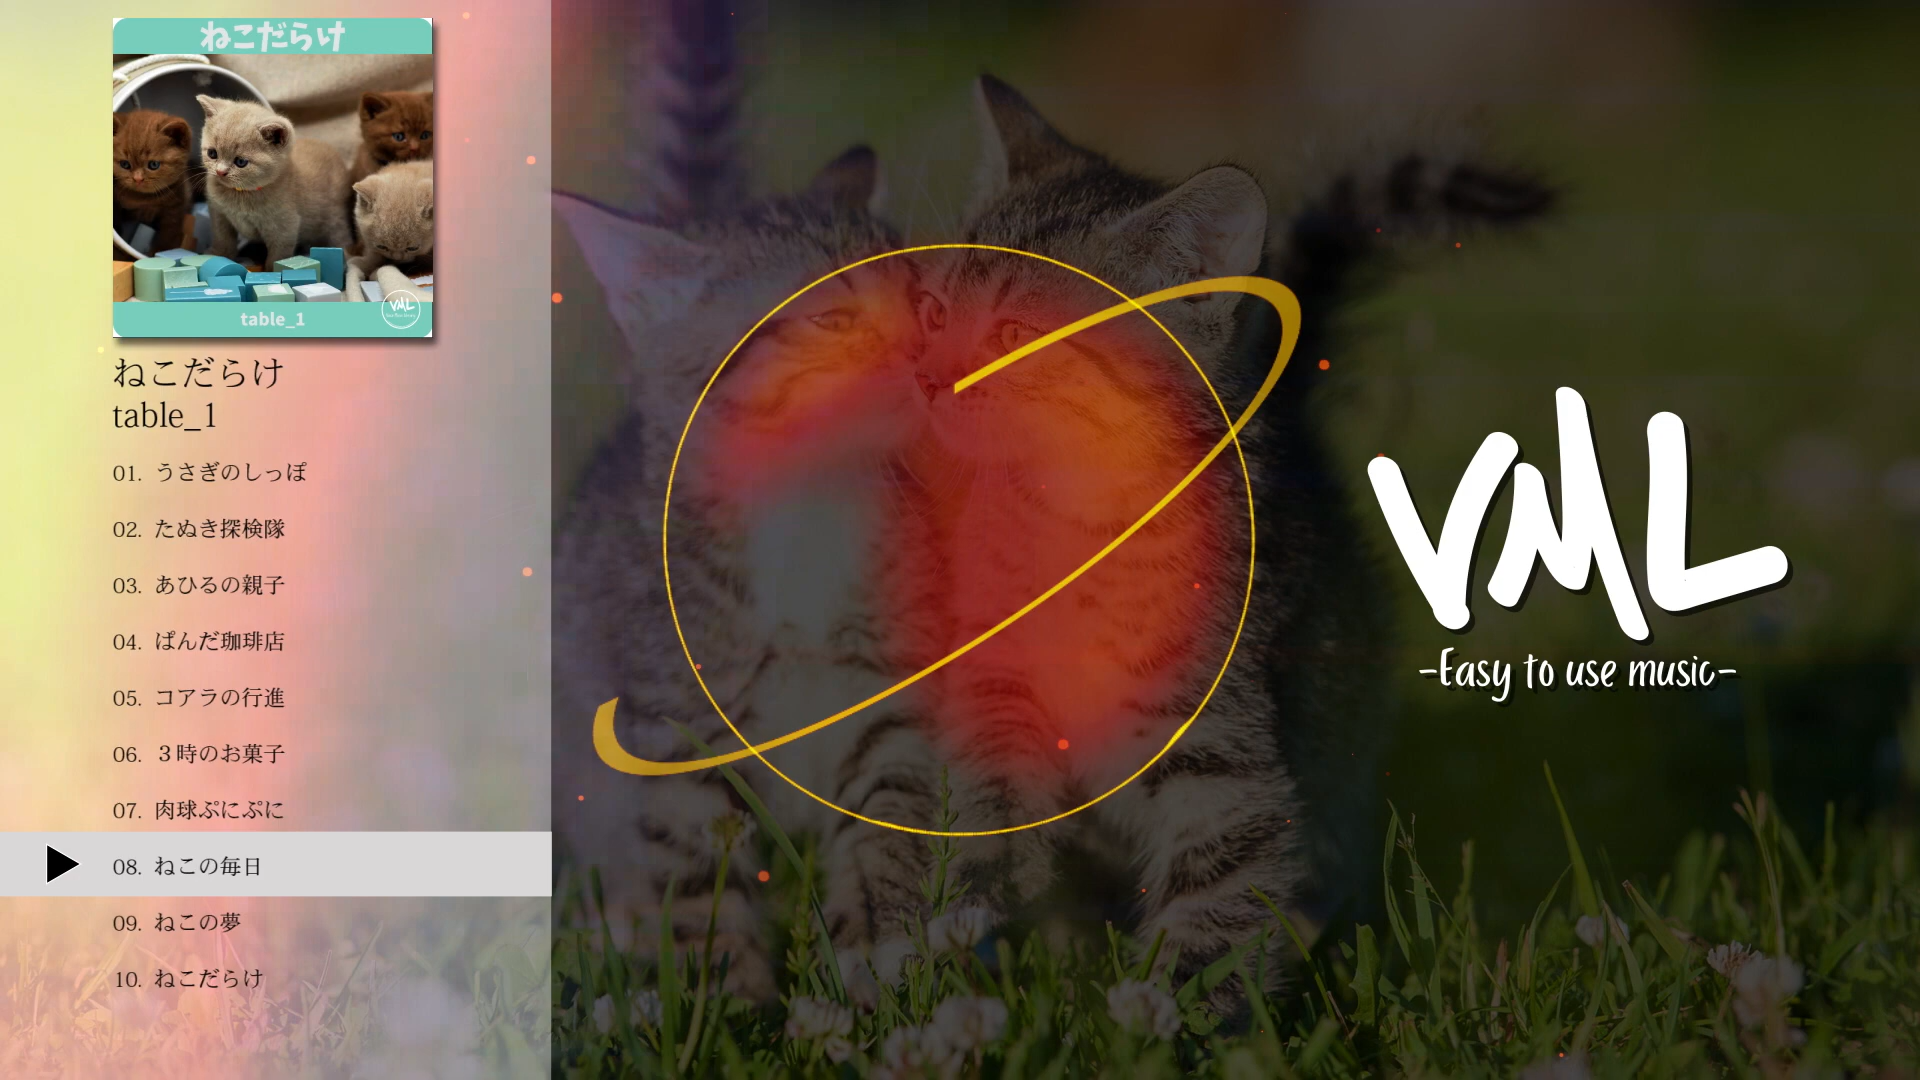 ねこだらけ
table_1
VML
ねこだらけ
table_1
01. うさぎのしっぽ
02. たぬき探検隊
03. あひるの親子
04. ぱんだ珈琲店
05. コアラの行進
06. ３時のお菓子
07. 肉球ぷにぷに
08. ねこの毎日
09. ねこの夢
10. ねこだらけ
VML
-Easy to use music-